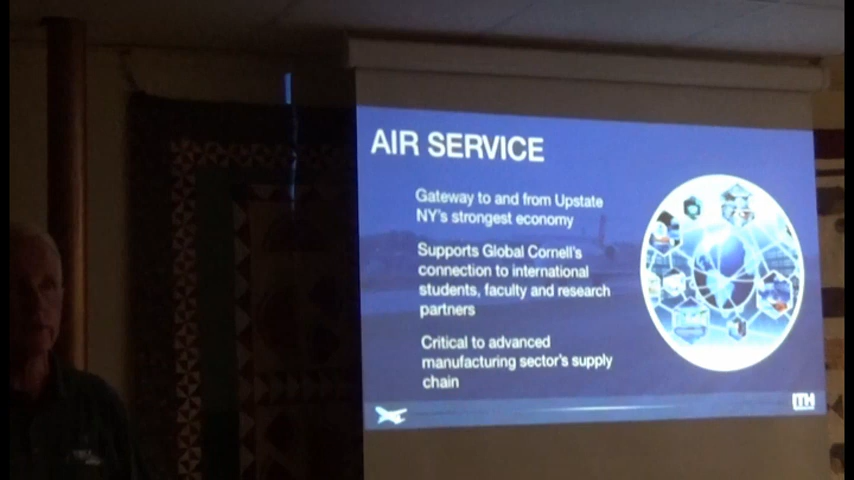 AIR SERVICE
Gateway to and from Upstate
NY's strongest economy
Supports Global Cornell's
connection to international
students, faculty and research
partners
Critical to advanced
manufacturing sector's supply
chain
ITH